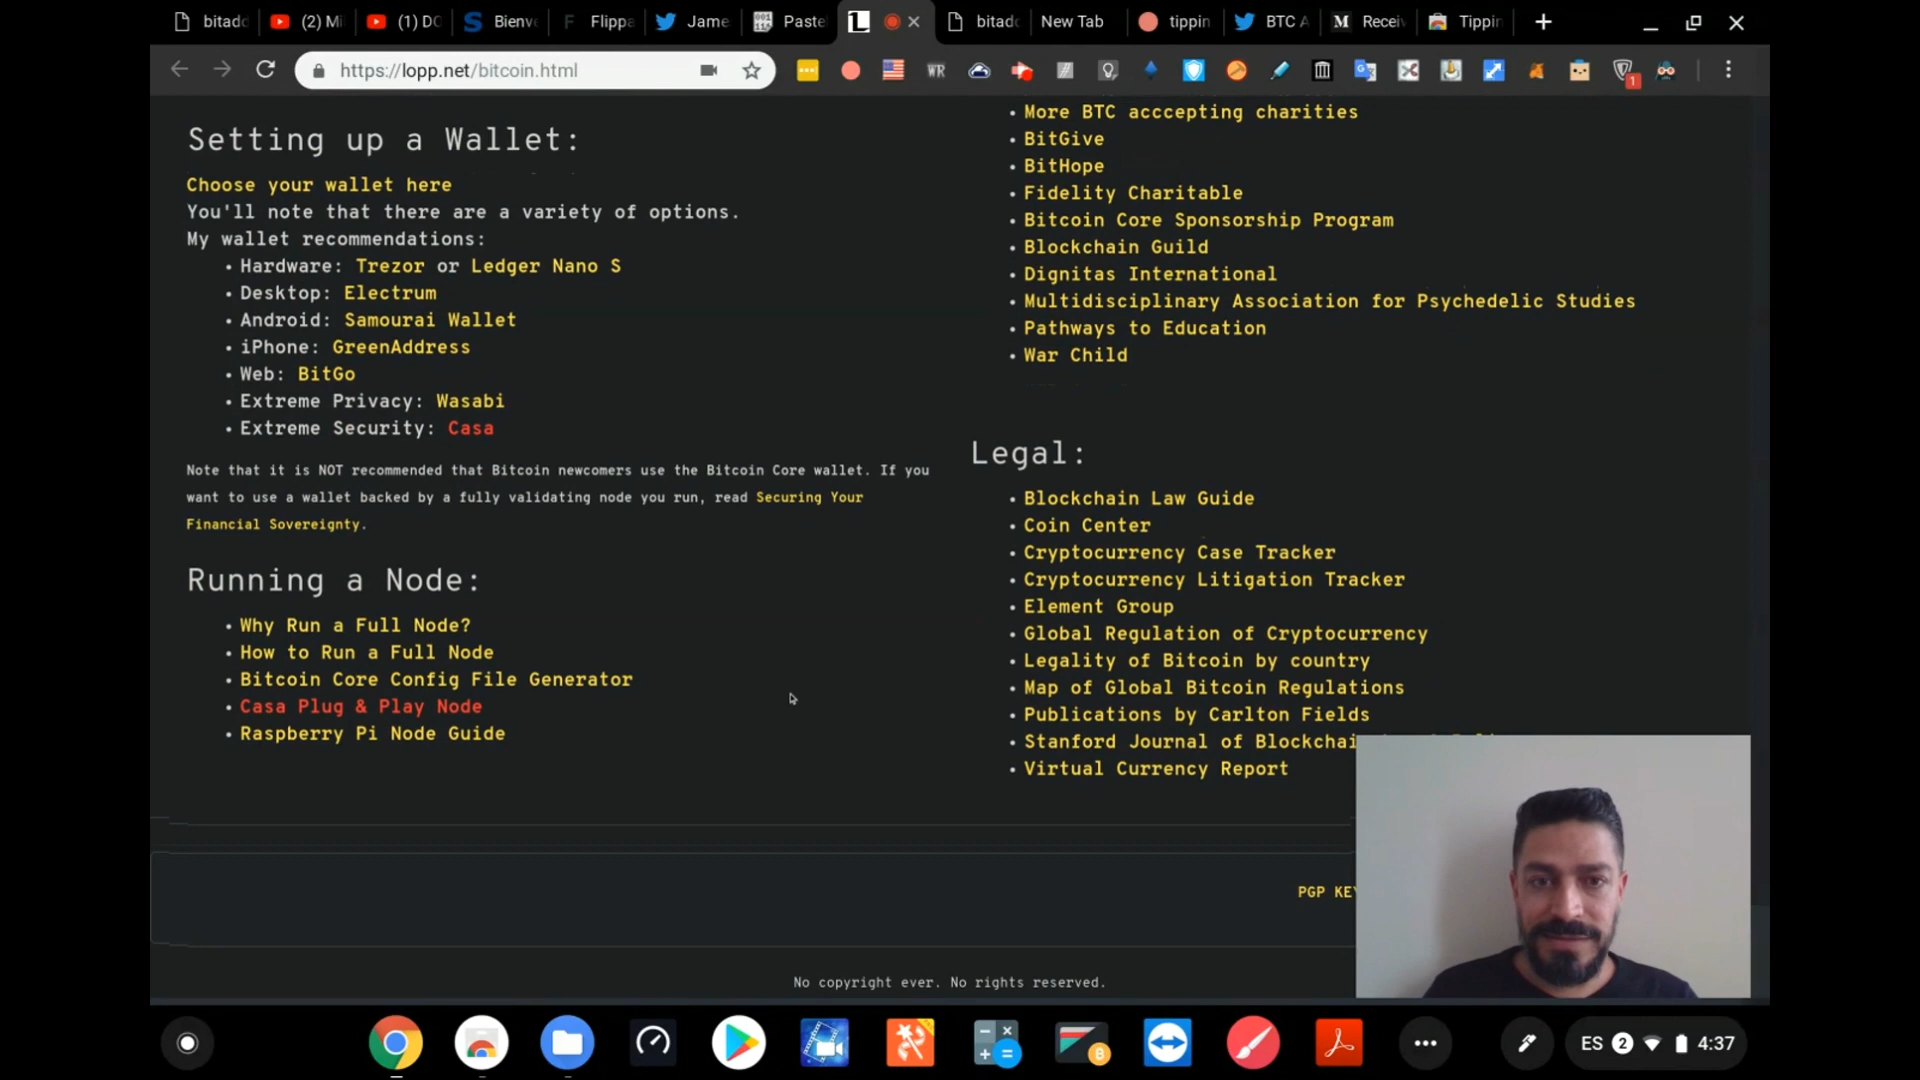 bitad
(2) Mi
(1) DC
Bienv
Flippa
Jame
Paste
bitad
New Tab
tippin
BTC A
Receiv
Tippin
https://lopp.net/bitcoin.html
WR
1
Setting up a Wallet:
Choose your wallet here
You'll note that there are a variety of options.
My wallet recommendations:
• Hardware: Trezor or Ledger Nano S
• Desktop: Electrum
• Android: Samourai Wallet
• iPhone: GreenAddress
• Web: BitGo
• Extreme Privacy: Wasabi
• Extreme Security: Casa
Note that it is NOT recommended that Bitcoin newcomers use the Bitcoin Core wallet. If you
want to use a wallet backed by a fully validating node you run, read Securing Your
Financial Sovereignty.
Running a Node:
• Why Run a Full Node?
• How to Run a Full Node
• Bitcoin Core Config File Generator
• Casa Plug & Play Node
• Raspberry Pi Node Guide
• More BTC acccepting charities
• BitGive
• BitHope
• Fidelity Charitable
• Bitcoin Core Sponsorship Program
• Blockchain Guild
• Dignitas International
• Multidisciplinary Association for Psychedelic Studies
• Pathways to Education
• War Child
Legal:
• Blockchain Law Guide
• Coin Center
• Cryptocurrency Case Tracker
• Cryptocurrency Litigation Tracker
• Element Group
• Global Regulation of Cryptocurrency
• Legality of Bitcoin by country
• Map of Global Bitcoin Regulations
• Publications by Carlton Fields
• Stanford Journal of Blockchai
• Virtual Currency Report
PGP KEY
No copyright ever. No rights reserved.
ES 2 4:37